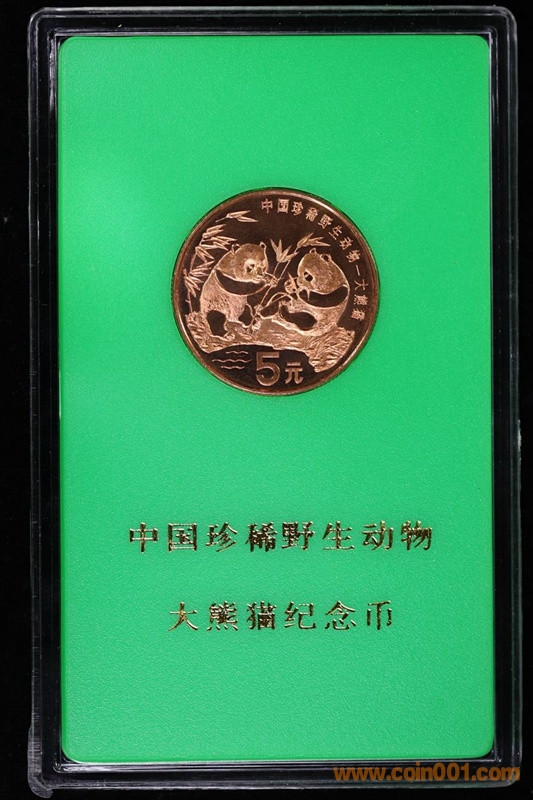 中国珍稀野生动物—大熊猫
5元
中国珍稀野生动物
大熊猫纪念币
www.coin001.com